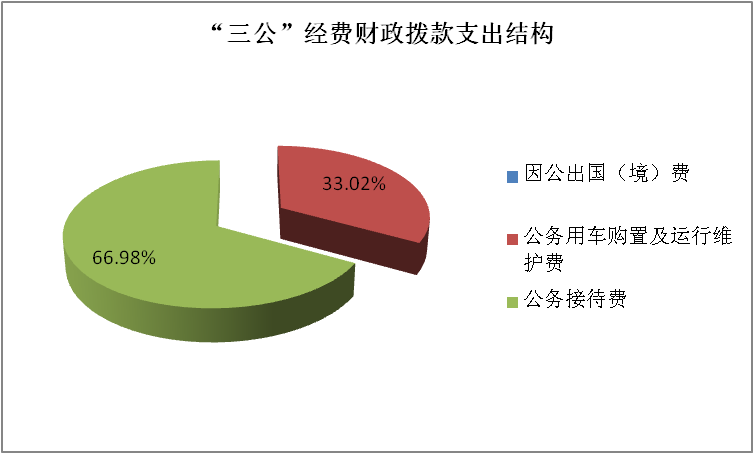 “三公”经费财政拨款支出结构
33.02%
66.98%
因公出国（境）费
公务用车购置及运行维
护费
公务接待费